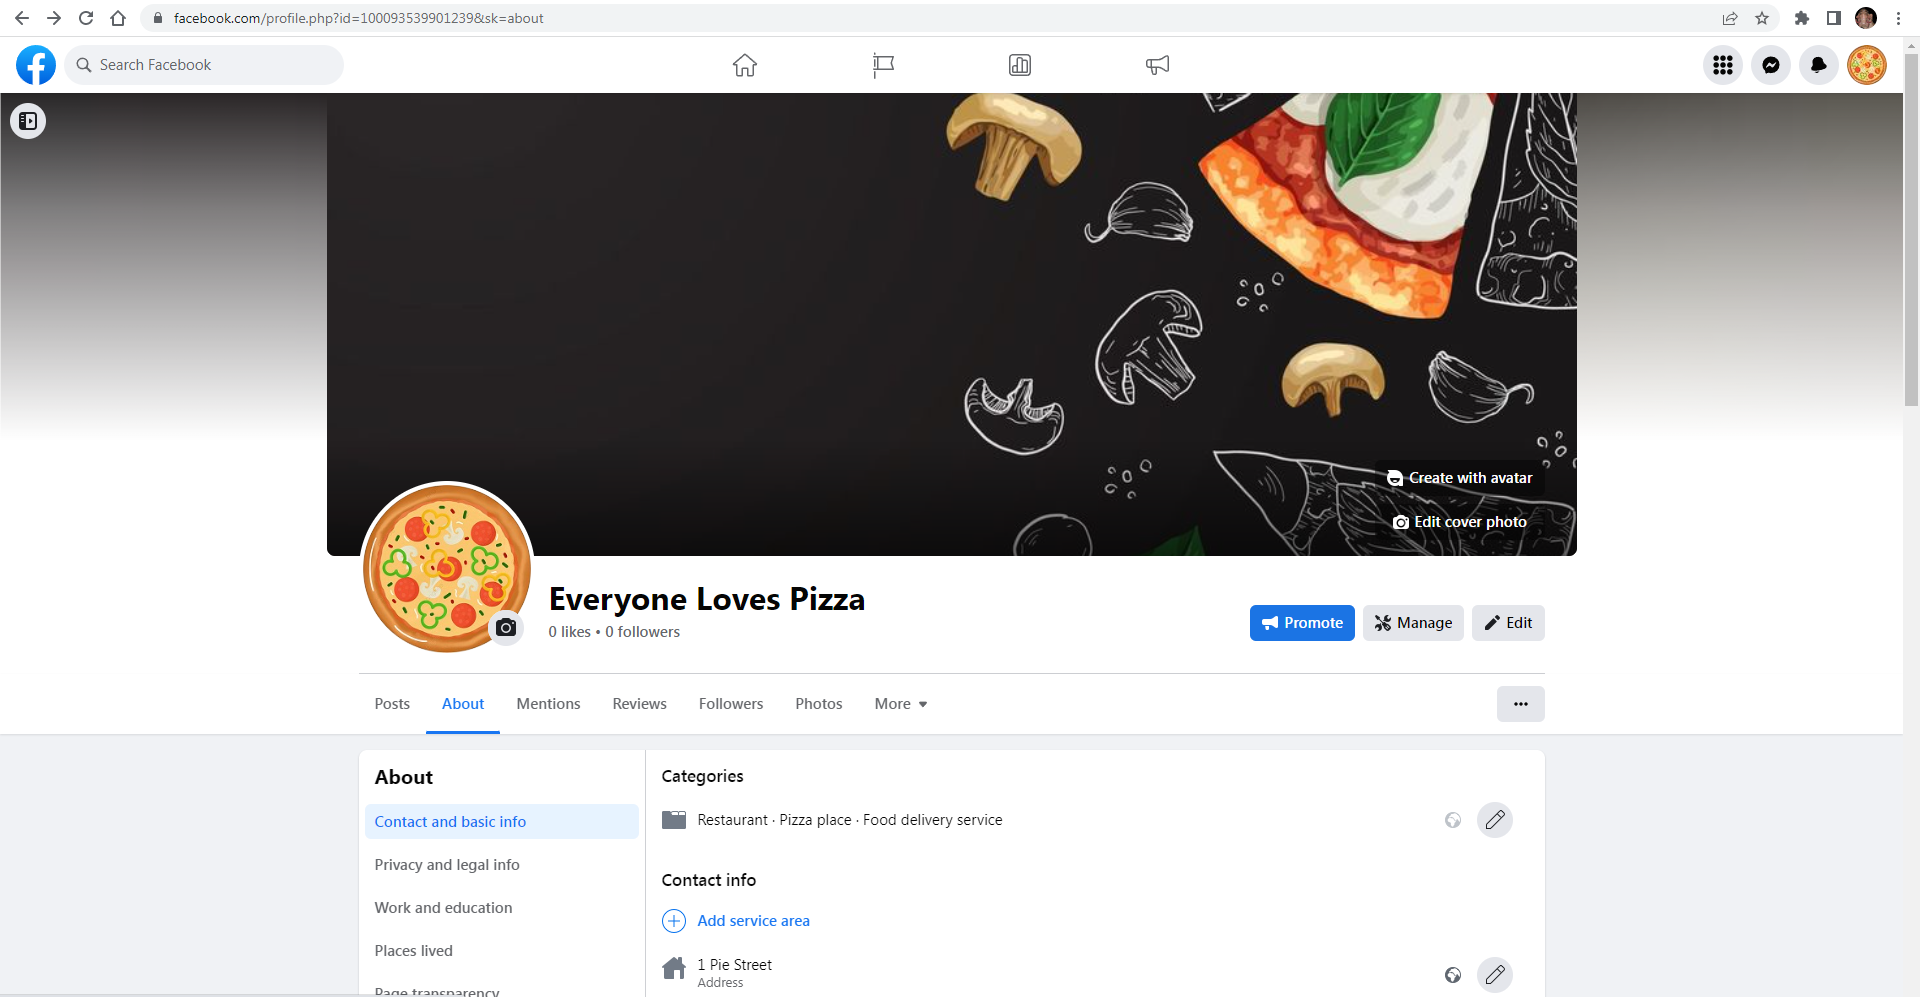 facebook.com/profile.php?id=100093539901239&sk=about
Search Facebook
Create with avatar
Edit cover photo
Everyone Loves Pizza
0 likes • 0 followers
Promote
Manage
Edit
Posts
About
Mentions
Reviews
Followers
Photos
More
About
Contact and basic info
Privacy and legal info
Work and education
Places lived
Page transparency
Categories
Restaurant · Pizza place · Food delivery service
Contact info
Add service area
1 Pie Street
Address